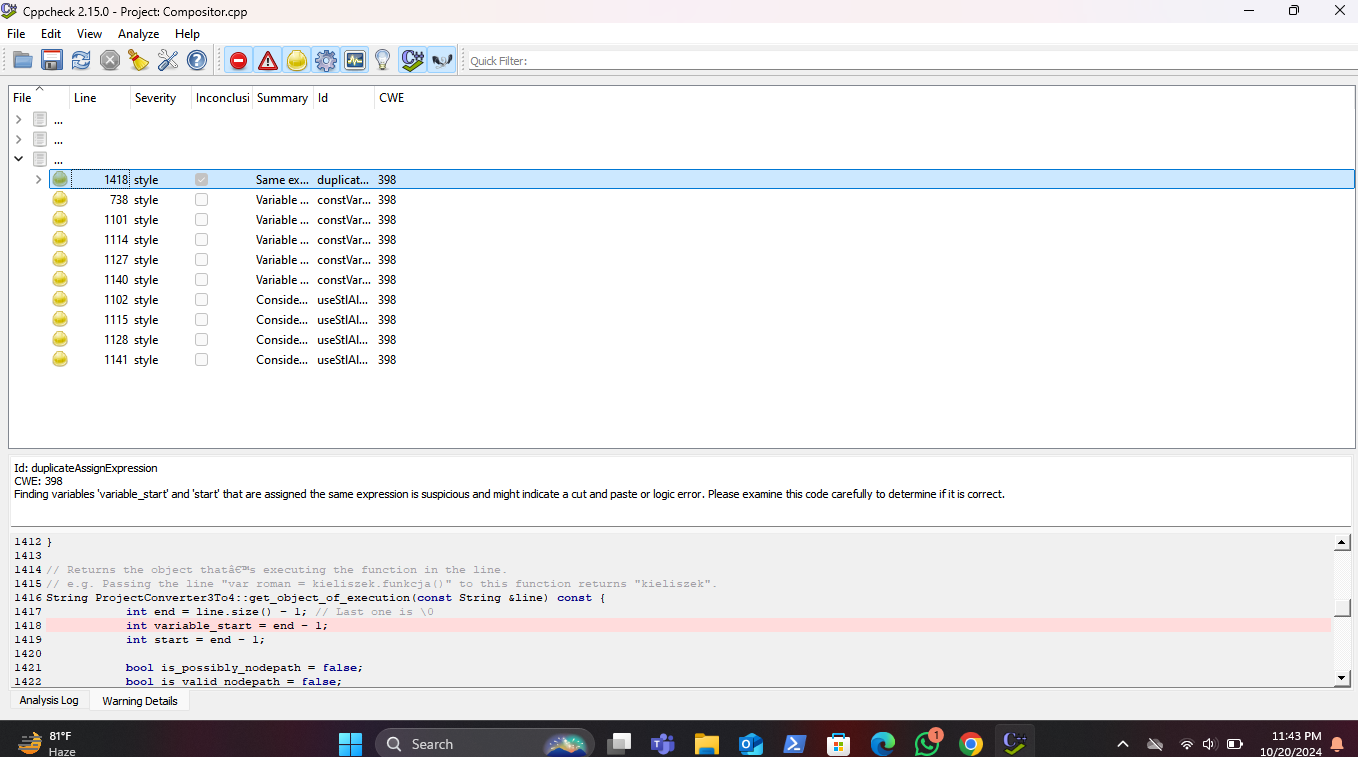 Cppcheck 2.15.0 - Project: Compositor.cpp
File Edit View Analyze Help
Quick Filter:
File Line Severity Inconclusi Summary Id CWE
...
...
...
1418 style Same ex... duplicat... 398
738 style Variable ... constVar... 398
1101 style Variable ... constVar... 398
1114 style Variable ... constVar... 398
1127 style Variable ... constVar... 398
1140 style Variable ... constVar... 398
1102 style Conside... useStlAl... 398
1115 style Conside... useStlAl... 398
1128 style Conside... useStlAl... 398
1141 style Conside... useStlAl... 398
Id: duplicateAssignExpression
CWE: 398
Finding variables 'variable_start' and 'start' that are assigned the same expression is suspicious and might indicate a cut and paste or logic error. Please examine this code carefully to determine if it is correct.
1412 }
1413
1414 // Returns the object thatâ€™s executing the function in the line.
1415 // e.g. Passing the line "var roman = kieliszek.funkcja()" to this function returns "kieliszek".
1416 String ProjectConverter3To4::get_object_of_execution(const String &line) const {
1417 int end = line.size() - 1; // Last one is \0
1418 int variable_start = end - 1;
1419 int start = end - 1;
1420
1421 bool is_possibly_nodepath = false;
1422 bool is_valid_nodepath = false;
Analysis Log Warning Details
81°F
Haze
Search
1
11:43 PM
10/20/2024